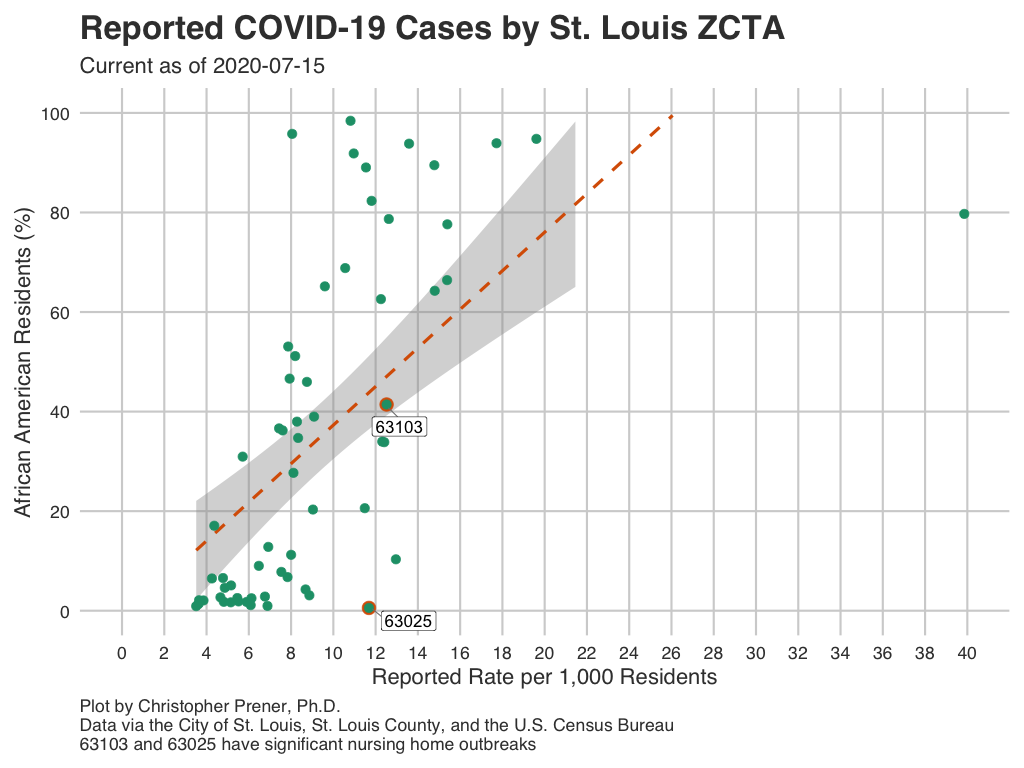 Reported COVID-19 Cases by St. Louis ZCTA
Current as of 2020-07-15
African American Residents (%)
100
80
60
40
20
0
63103
63025
0 2 4 6 8 10 12 14 16 18 20 22 24 26 28 30 32 34 36 38 40
Reported Rate per 1,000 Residents
Plot by Christopher Prener, Ph.D.
Data via the City of St. Louis, St. Louis County, and the U.S. Census Bureau
63103 and 63025 have significant nursing home outbreaks